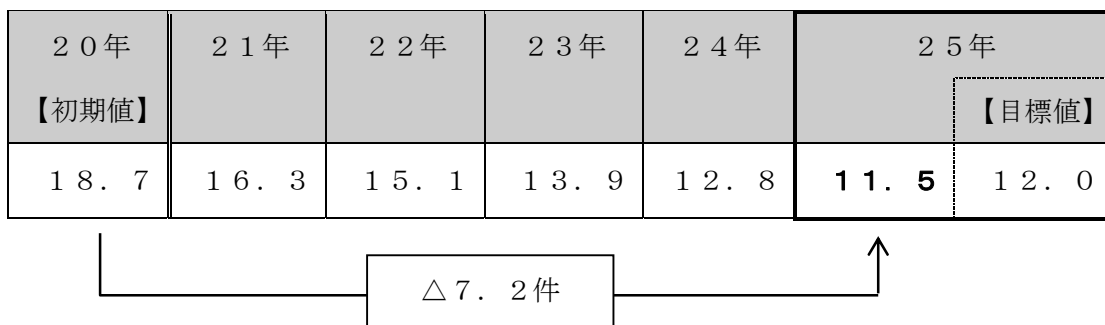 ２０年 ２１年 ２２年 ２３年 ２４年 ２５年
【初期値】 【目標値】
１８．７ １６．３ １５．１ １３．９ １２．８ １１．５ １２．０
△７．２件